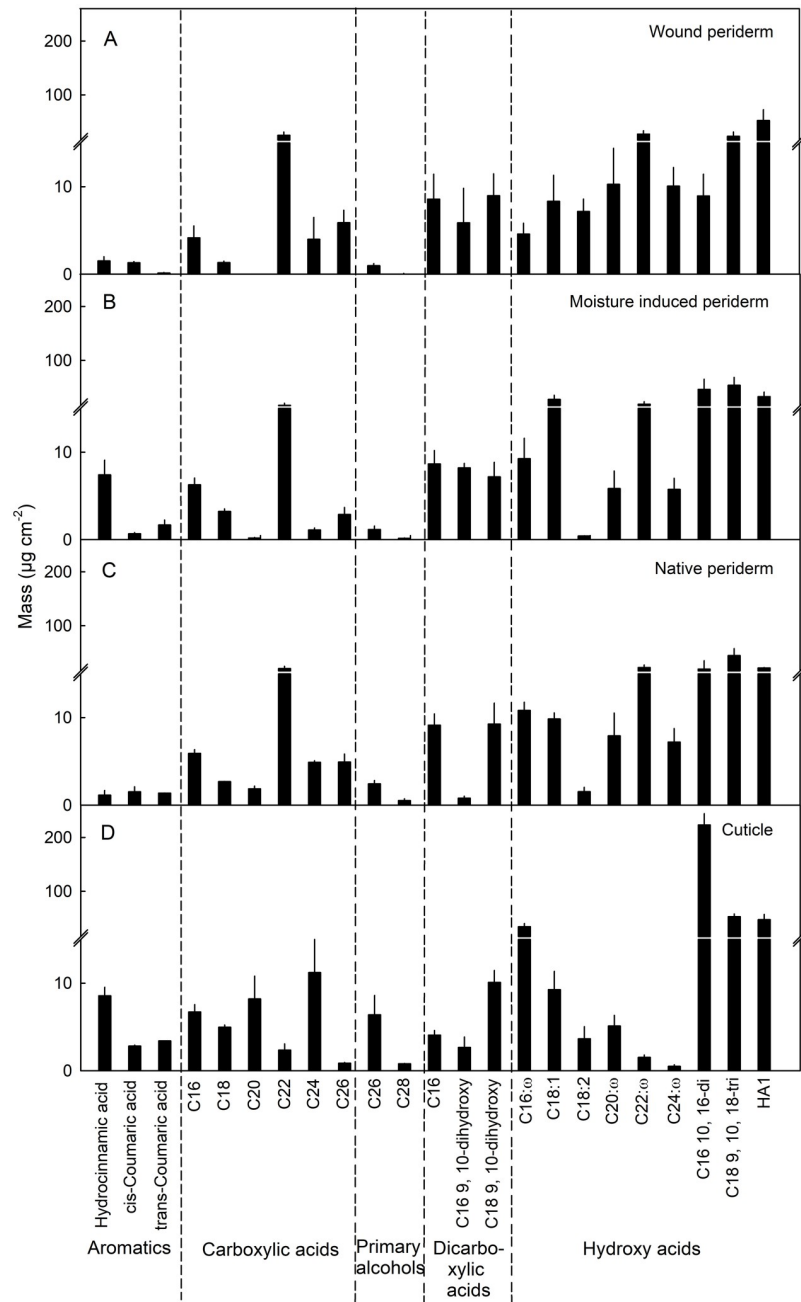 A
Wound periderm
200
100
10
0
B
Moisture induced periderm
200
100
10
0
C
Native periderm
200
100
10
0
D
Cuticle
200
100
10
0
Mass (µg cm⁻²)
Hydrocinnamic acid
cis-Coumaric acid
trans-Coumaric acid
C16
C18
C20
C22
C24
C26
C26
C28
C16
C16 9, 10-dihydroxy
C18 9, 10-dihydroxy
C16:ω
C18:1
C18:2
C20:ω
C22:ω
C24:ω
C16 10, 16-di
C18 9, 10, 18-tri
HA1
Aromatics
Carboxylic acids
Primary
alcohols
Dicarbo-
xylic
acids
Hydroxy acids